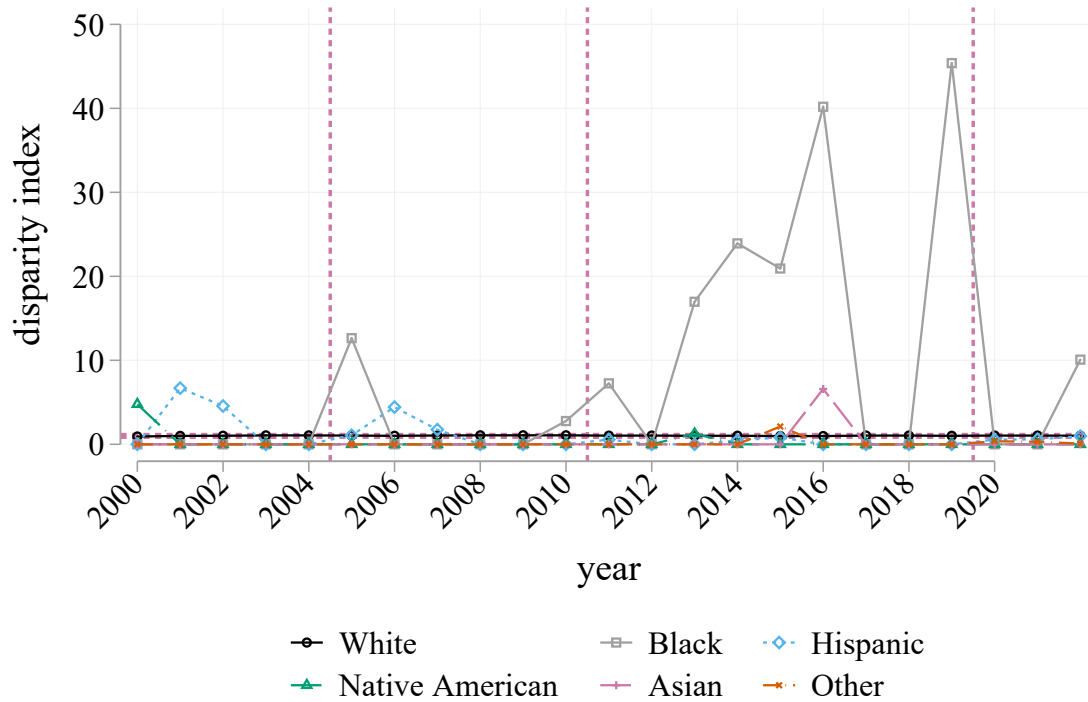 50
40
30
20
10
0
disparity index
2000 2002 2004 2006 2008 2010 2012 2014 2016 2018 2020
year
White Black Hispanic
Native American Asian Other